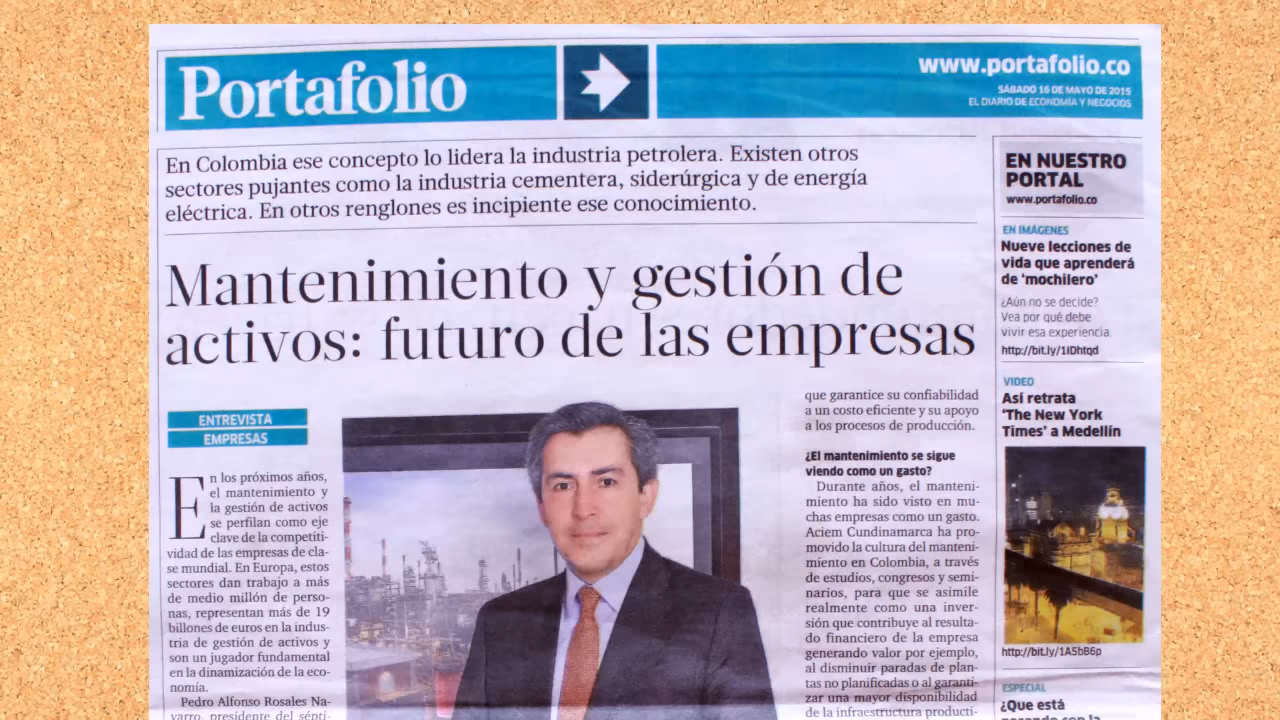 Portafolio
www.portafolio.co
SÁBADO 16 DE MAYO DE 2015
EL DIARIO DE ECONOMÍA Y NEGOCIOS
En Colombia ese concepto lo lidera la industria petrolera. Existen otros
sectores pujantes como la industria cementera, siderúrgica y de energía
eléctrica. En otros renglones es incipiente ese conocimiento.
Mantenimiento y gestión de
activos: futuro de las empresas
ENTREVISTA
EMPRESAS
En los próximos años,
el mantenimiento y
la gestión de activos
se perfilan como eje
clave de la competiti-
vidad de las empresas de cla-
se mundial. En Europa, estos
sectores dan trabajo a más
de medio millón de perso-
nas, representan más de 19
billones de euros en la indus-
tria de gestión de activos y
son un jugador fundamental
en la dinamización de la eco-
nomía.
Pedro Alfonso Rosales Na-
varro, presidente del sépti-
que garantice su confiabilidad
a un costo eficiente y su apoyo
a los procesos de producción.
¿El mantenimiento se sigue
viendo como un gasto?
Durante años, el manteni-
miento ha sido visto en mu-
chas empresas como un gasto.
Aciem Cundinamarca ha pro-
movido la cultura del manteni-
miento en Colombia, a través
de estudios, congresos y semi-
narios, para que se asimile
realmente como una inver-
sión que contribuye al resulta-
do financiero de la empresa
generando valor por ejemplo,
al disminuir paradas de plan-
tas no planificadas o al garanti-
zar una mayor disponibilidad
de la infraestructura producti-
EN NUESTRO
PORTAL
www.portafolio.co
EN IMÁGENES
Nueve lecciones de
vida que aprenderá
de 'mochilero'
¿Aún no se decide?
Vea por qué debe
vivir esa experiencia.
http://bit.ly/1iDhtqd
VIDEO
Así retrata
'The New York
Times' a Medellín
http://bit.ly/1A5bB6p
ESPECIAL
¿Que está
pasando con la